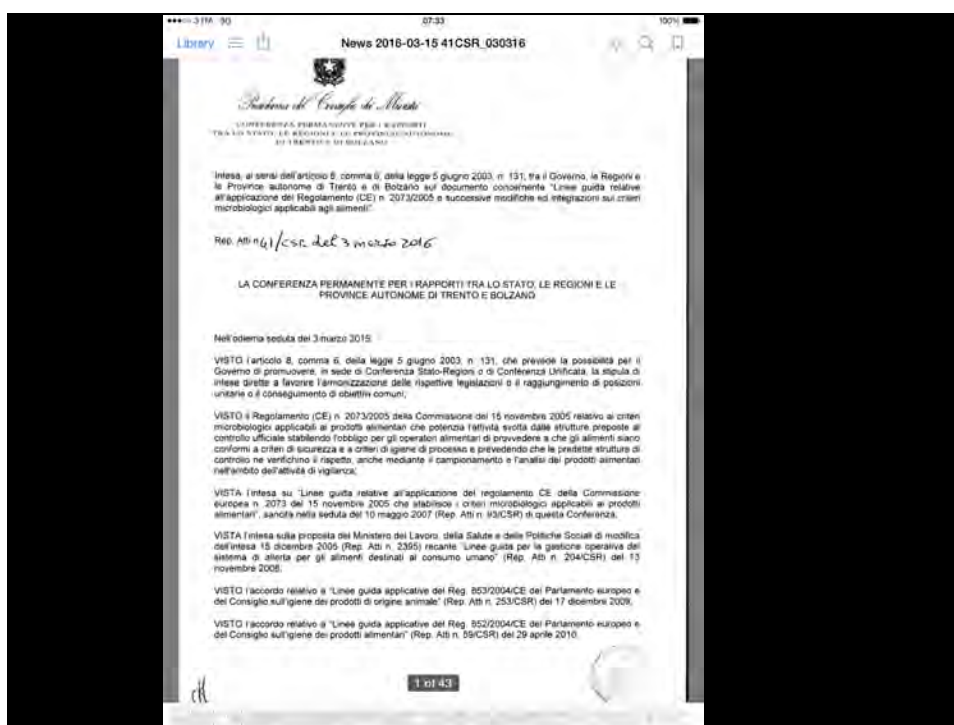 3G
07:33
100%
Library
News 2016-03-15 41CSR_030316
Presidenza del Consiglio dei Ministri
CONFERENZA PERMANENTE PER I RAPPORTI
TRA LO STATO, LE REGIONI E LE PROVINCE AUTONOME
DI TRENTO E DI BOLZANO
Intesa, ai sensi dell'articolo 8, comma 6, della legge 5 giugno 2003, n. 131, tra il Governo, le Regioni e
le Province autonome di Trento e di Bolzano sul documento concernente "Linee guida relative
all'applicazione del Regolamento (CE) n. 2073/2005 e successive modifiche ed integrazioni sui criteri
microbiologici applicabili agli alimenti".
Rep. Atti n. 41/CSR del 3 marzo 2016
LA CONFERENZA PERMANENTE PER I RAPPORTI TRA LO STATO, LE REGIONI E LE
PROVINCE AUTONOME DI TRENTO E BOLZANO
Nell'odierna seduta del 3 marzo 2015:
VISTO l'articolo 8, comma 6, della legge 5 giugno 2003, n. 131, che prevede la possibilità per il
Governo di promuovere, in sede di Conferenza Stato-Regioni o di Conferenza Unificata, la stipula di
intese dirette a favorire l'armonizzazione delle rispettive legislazioni o il raggiungimento di posizioni
unitarie o il conseguimento di obiettivi comuni;
VISTO il Regolamento (CE) n. 2073/2005 della Commissione del 15 novembre 2005 relativo ai criteri
microbiologici applicabili ai prodotti alimentari che potenzia l'attività svolta dalle strutture preposte al
controllo ufficiale stabilendo l'obbligo per gli operatori alimentari di provvedere a che gli alimenti siano
conformi a criteri di sicurezza e a criteri di igiene di processo e prevedendo che le predette strutture di
controllo ne verifichino il rispetto, anche mediante il campionamento e l'analisi dei prodotti alimentari
nell'ambito dell'attività di vigilanza;
VISTA l'intesa su "Linee guida relative all'applicazione del regolamento CE della Commissione
europea n. 2073 del 15 novembre 2005 che stabilisce i criteri microbiologici applicabili ai prodotti
alimentari", sancita nella seduta del 10 maggio 2007 (Rep. Atti n. 93/CSR) di questa Conferenza;
VISTA l'intesa sulla proposta del Ministero del Lavoro, della Salute e delle Politiche Sociali di modifica
dell'intesa 15 dicembre 2005 (Rep. Atti n. 2395) recante "Linee guida per la gestione operativa del
sistema di allerta per gli alimenti destinati al consumo umano" (Rep. Atti n. 204/CSR) del 13
novembre 2008;
VISTO l'accordo relativo a "Linee guida applicative del Reg. 853/2004/CE del Parlamento europeo e
del Consiglio sull'igiene dei prodotti di origine animale" (Rep. Atti n. 253/CSR) del 17 dicembre 2009;
VISTO l'accordo relativo a "Linee guida applicative del Reg. 852/2004/CE del Parlamento europeo e
del Consiglio sull'igiene dei prodotti alimentari" (Rep. Atti n. 59/CSR) del 29 aprile 2010;
1 of 43